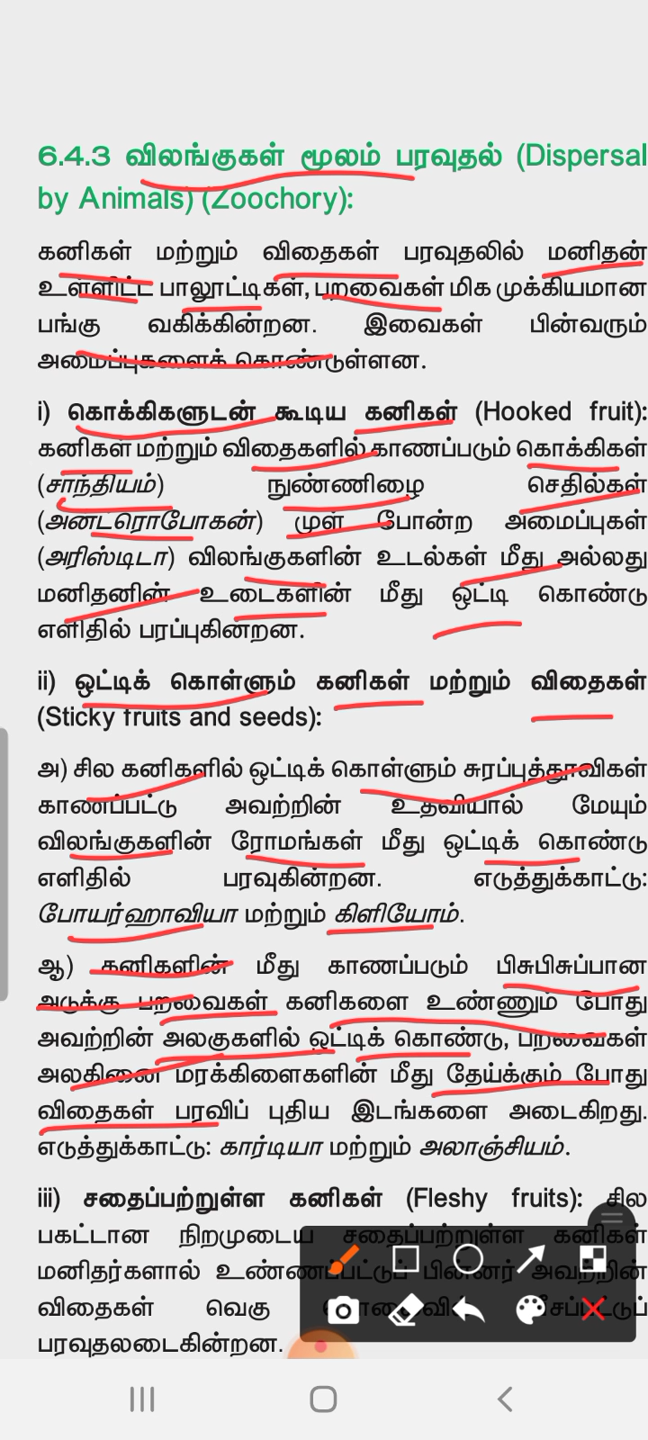 6.4.3 விலங்குகள் மூலம் பரவுதல் (Dispersal
by Animals) (Zoochory):
கனிகள் மற்றும் விதைகள் பரவுதலில் மனிதன்
உள்ளிட்ட பாலூட்டிகள், பறவைகள் மிக முக்கியமான
பங்கு வகிக்கின்றன. இவைகள் பின்வரும்
அமைப்புகளைக் கொண்டுள்ளன.
i) கொக்கிகளுடன் கூடிய கனிகள் (Hooked fruit):
கனிகள் மற்றும் விதைகளில் காணப்படும் கொக்கிகள்
(சாந்தியம்) நுண்ணிழை செதில்கள்
(அனட்ரொபோகன்) முள் போன்ற அமைப்புகள்
(அரிஸ்டிடா) விலங்குகளின் உடல்கள் மீது அல்லது
மனிதனின் உடைகளின் மீது ஒட்டி கொண்டு
எளிதில் பரப்புகின்றன.
ii) ஒட்டிக் கொள்ளும் கனிகள் மற்றும் விதைகள்
(Sticky fruits and seeds):
அ) சில கனிகளில் ஒட்டிக் கொள்ளும் சுரப்புத்தூவிகள்
காணப்பட்டு அவற்றின் உதவியால் மேயும்
விலங்குகளின் ரோமங்கள் மீது ஒட்டிக் கொண்டு
எளிதில் பரவுகின்றன. எடுத்துக்காட்டு:
போயர்ஹாவியா மற்றும் கிளியோம்.
ஆ) கனிகளின் மீது காணப்படும் பிசுபிசுப்பான
அடுக்கு பறவைகள் கனிகளை உண்ணும் போது
அவற்றின் அலகுகளில் ஒட்டிக் கொண்டு, பறவைகள்
அலகினை மரக்கிளைகளின் மீது தேய்க்கும் போது
விதைகள் பரவிப் புதிய இடங்களை அடைகிறது.
எடுத்துக்காட்டு: கார்டியா மற்றும் அலாஞ்சியம்.
iii) சதைப்பற்றுள்ள கனிகள் (Fleshy fruits): சில
பகட்டான நிறமுடைய சதைப்பற்றுள்ள கனிகள்
மனிதர்களால் உண்ணப்பட்டுப் பின்னர் அவற்றின்
விதைகள் வெகு
பரவுதலடைகின்றன.